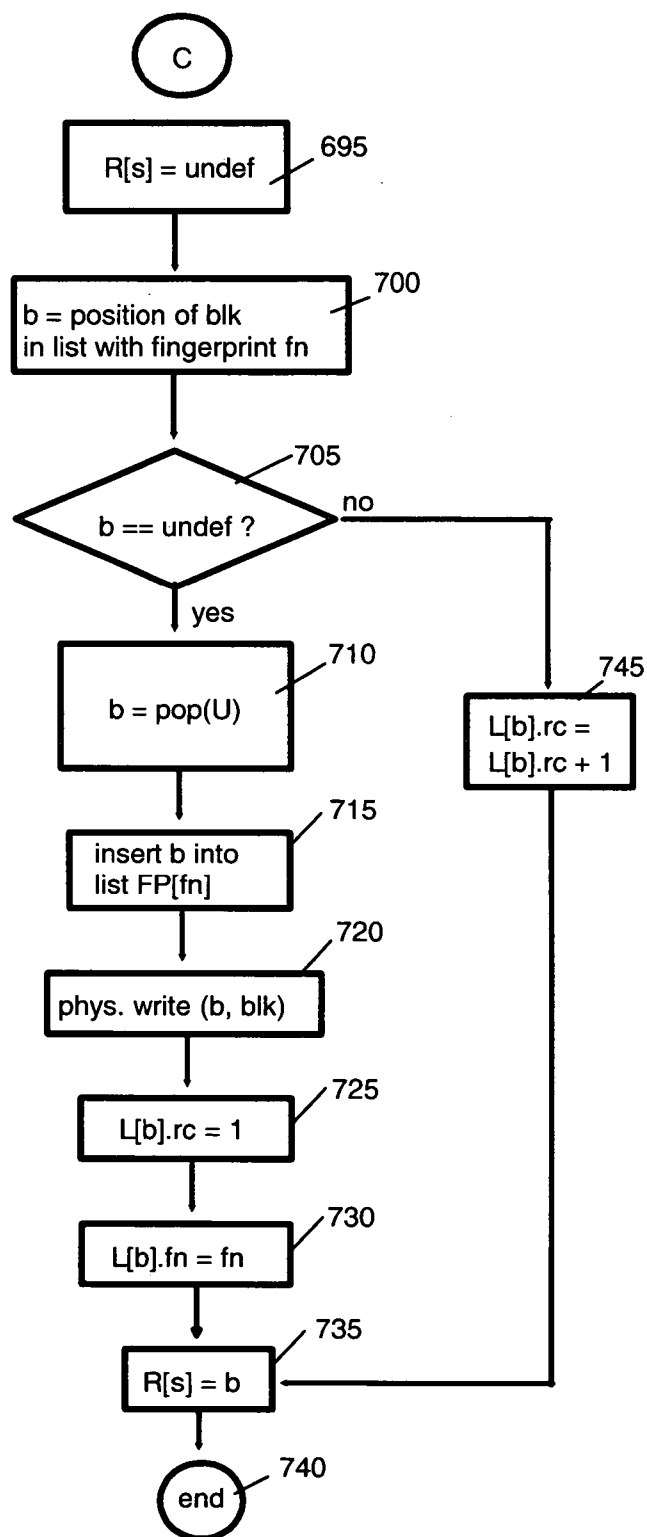 C
R[s] = undef
695
b = position of blk
in list with fingerprint fn
700
b == undef ?
705
no
yes
b = pop(U)
710
L[b].rc =
L[b].rc + 1
745
insert b into
list FP[fn]
715
phys. write (b, blk)
720
L[b].rc = 1
725
L[b].fn = fn
730
R[s] = b
735
end
740